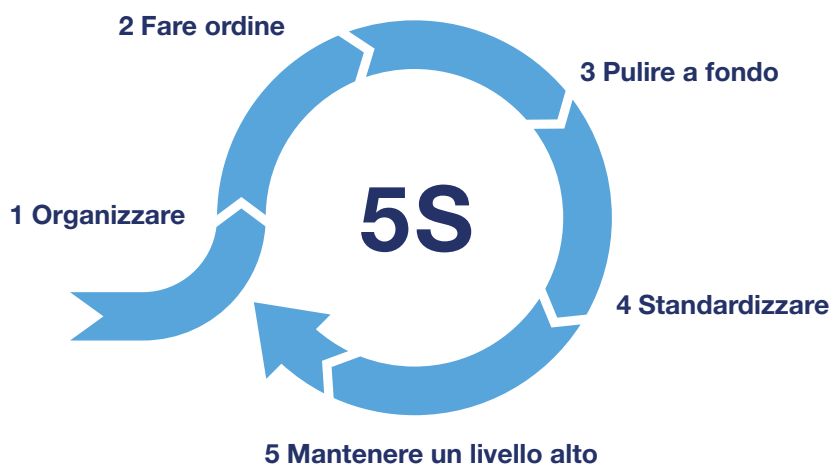 1 Organizzare
2 Fare ordine
3 Pulire a fondo
4 Standardizzare
5 Mantenere un livello alto
5S